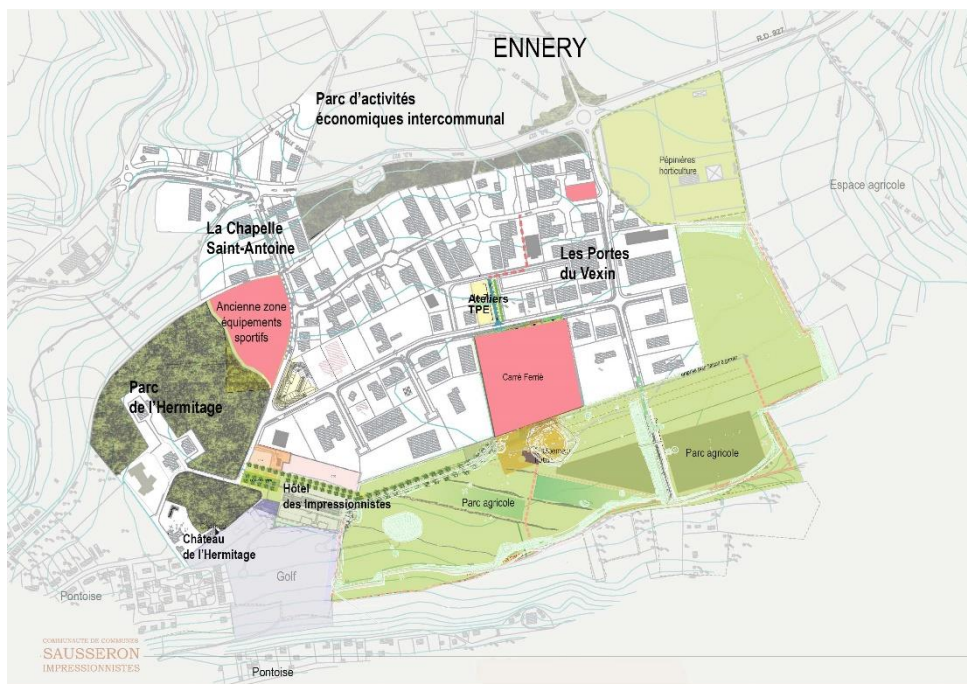 ENNERY
R.D. 927
Parc d'activités
économiques intercommunal
Pépinières
horticulture
Espace agricole
La Chapelle
Saint-Antoine
Les Portes
du Vexin
Ancienne zone
équipements
sportifs
Ateliers
TPE
Carré Ferrié
Parc
de l'Hermitage
Parc agricole
Parc agricole
Hôtel
des Impressionnistes
Château
de l'Hermitage
Golf
Pontoise
COMMUNAUTE DE COMMUNES
SAUSSERON
IMPRESSIONNISTES
Pontoise